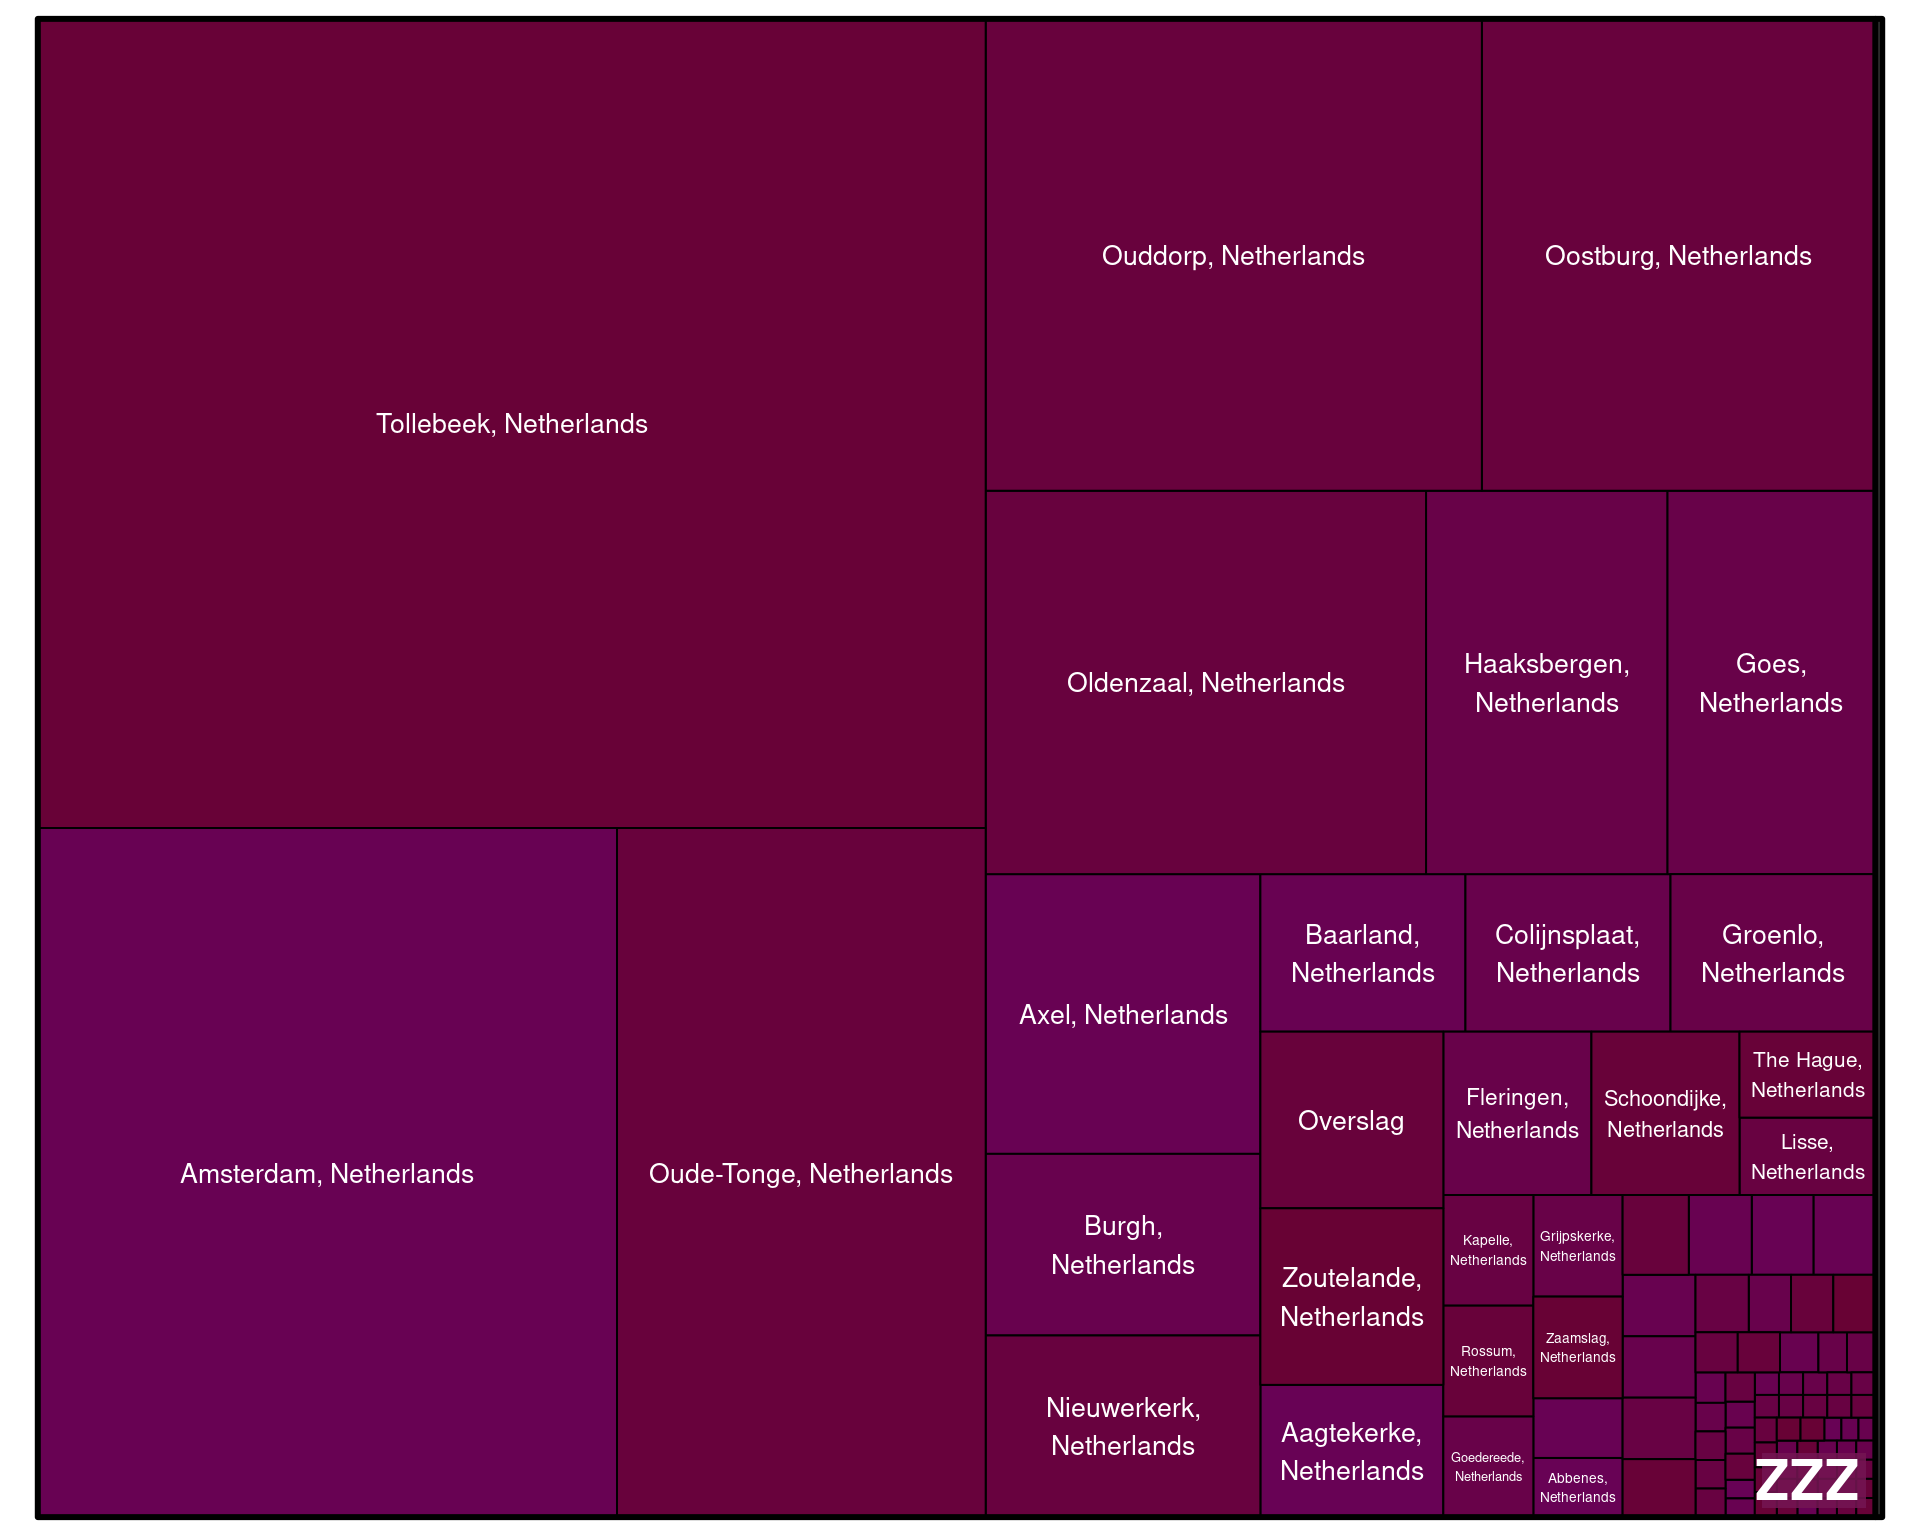 Tollebeek, Netherlands
Ouddorp, Netherlands
Oostburg, Netherlands
Oldenzaal, Netherlands
Haaksbergen,
Netherlands
Goes,
Netherlands
Amsterdam, Netherlands
Oude-Tonge, Netherlands
Axel, Netherlands
Burgh,
Netherlands
Nieuwerkerk,
Netherlands
Baarland,
Netherlands
Colijnsplaat,
Netherlands
Groenlo,
Netherlands
Overslag
Zoutelande,
Netherlands
Aagtekerke,
Netherlands
Fleringen,
Netherlands
Schoondijke,
Netherlands
The Hague,
Netherlands
Lisse,
Netherlands
Kapelle,
Netherlands
Rossum,
Netherlands
Goedereede,
Netherlands
Grijpskerke,
Netherlands
Zaamslag,
Netherlands
Abbenes,
Netherlands
ZZZ